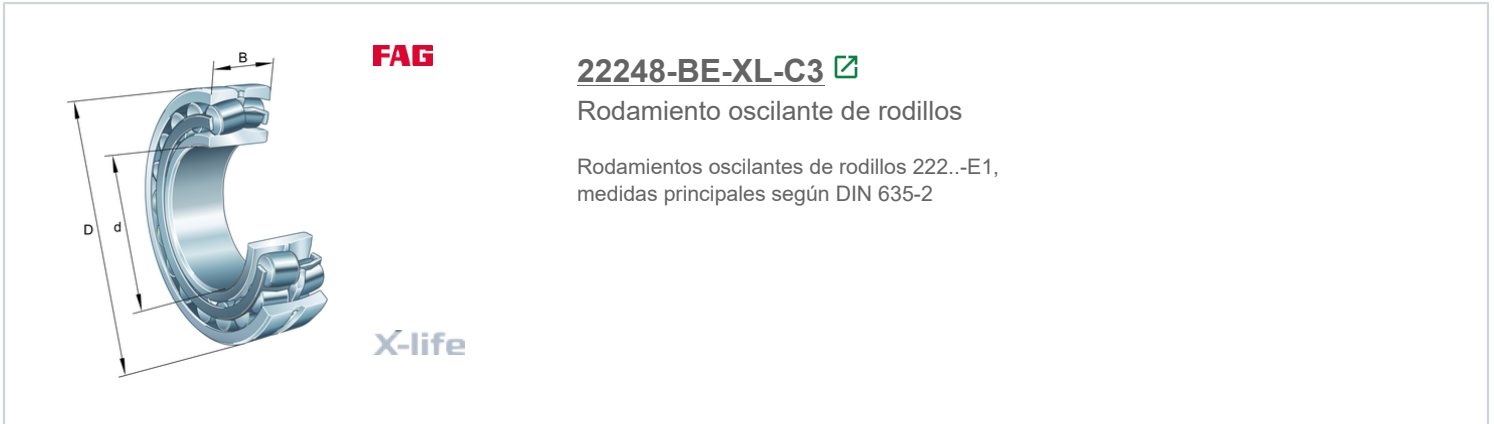 FAG
B
D
d
X-life
22248-BE-XL-C3
Rodamiento oscilante de rodillos
Rodamientos oscilantes de rodillos 222..-E1,
medidas principales según DIN 635-2